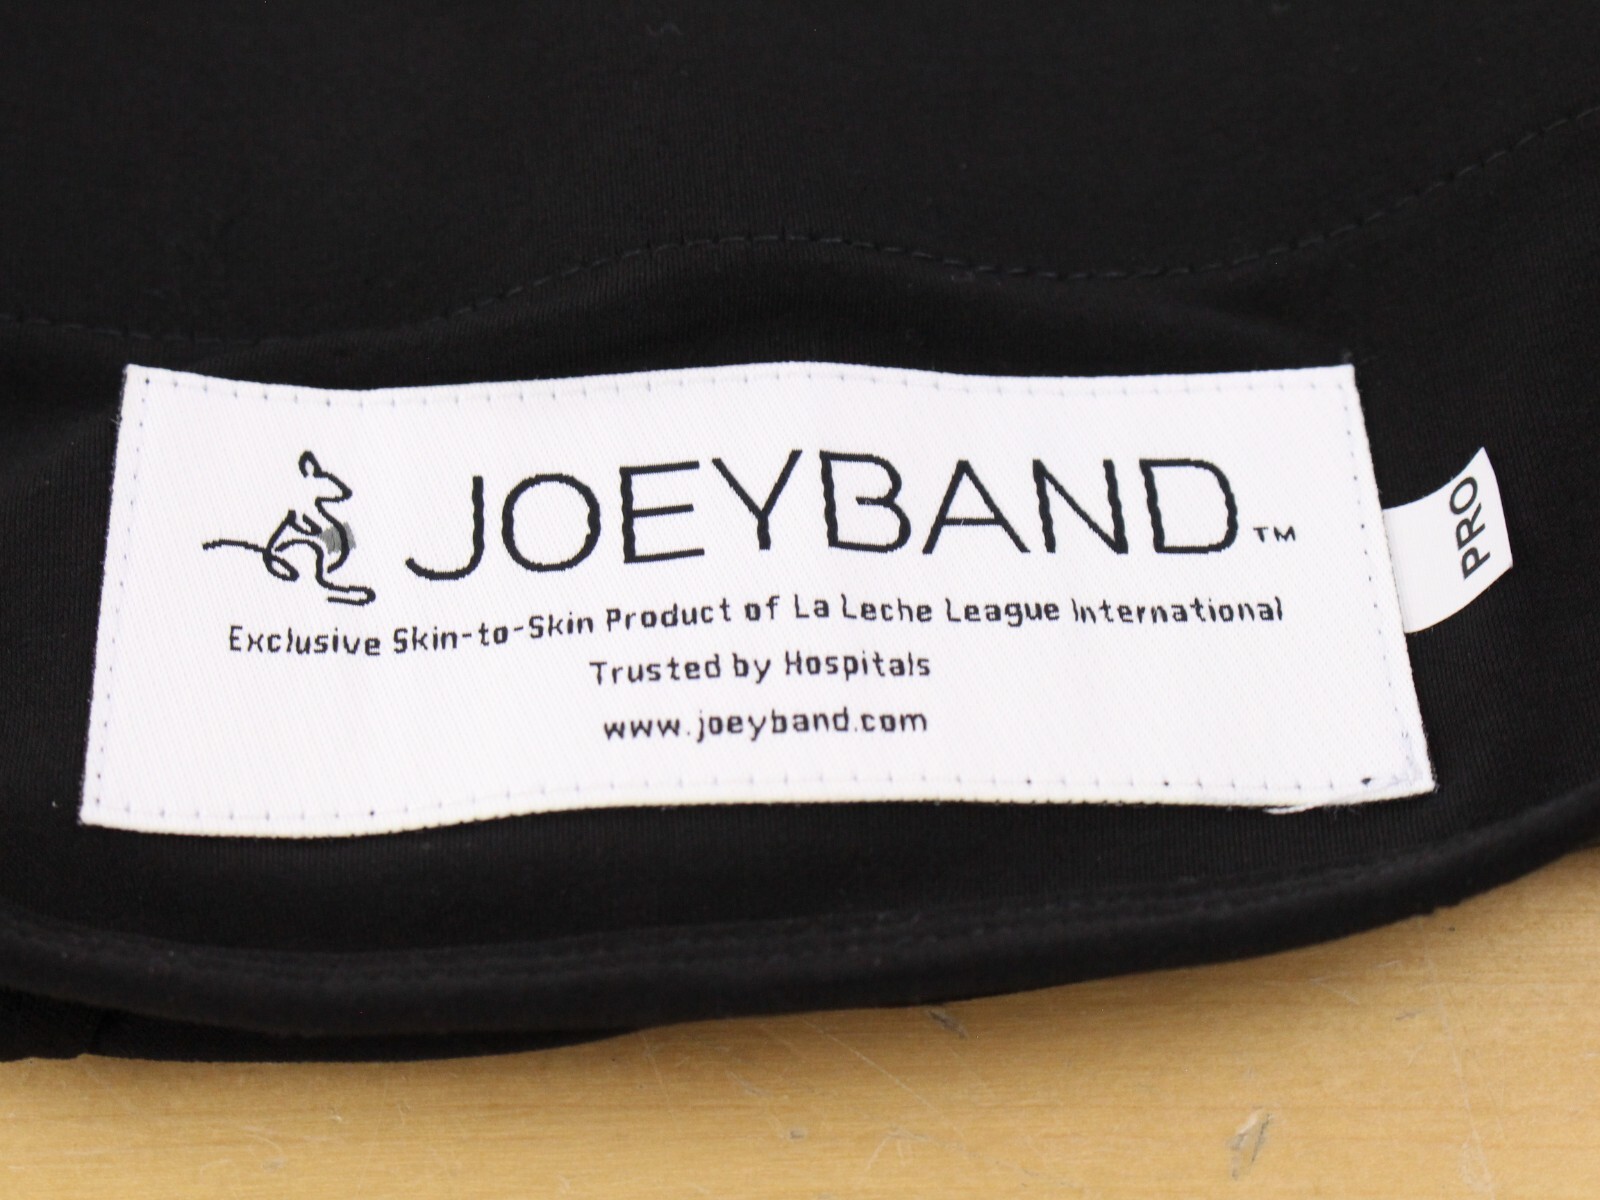 JOEYBAND™
Exclusive Skin-to-Skin Product of La Leche League International
Trusted by Hospitals
www.joeyband.com
PRO